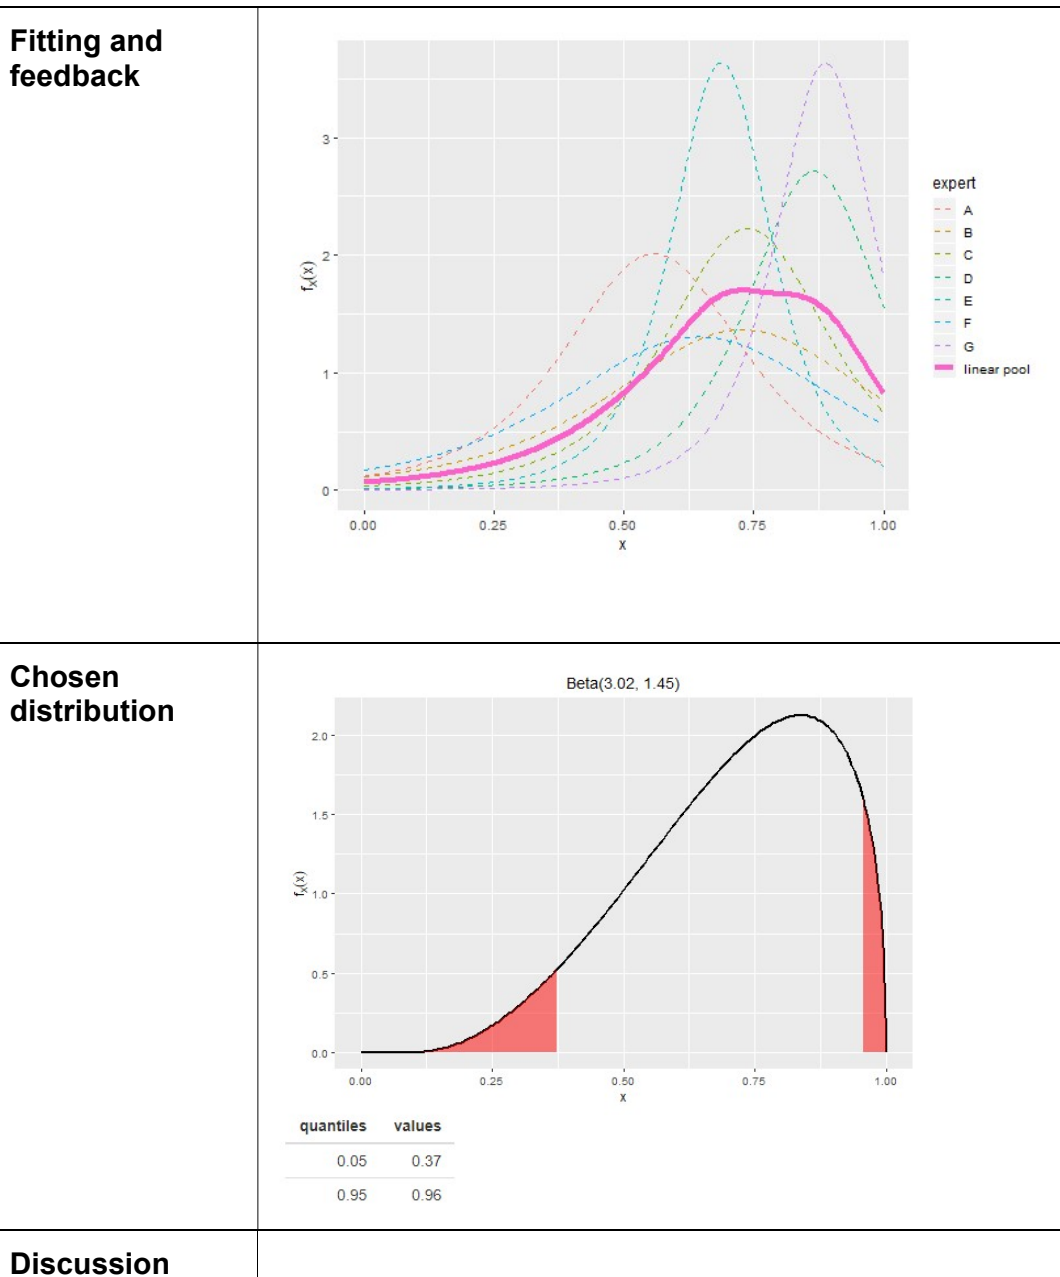 Fitting and
feedback
3
2
1
0
fX(x)
0.00 0.25 0.50 0.75 1.00
x
expert
A
B
C
D
E
F
G
linear pool
Chosen
distribution
Beta(3.02, 1.45)
2.0
1.5
1.0
0.5
0.0
fX(x)
0.00 0.25 0.50 0.75 1.00
x
quantiles values
0.05 0.37
0.95 0.96
Discussion